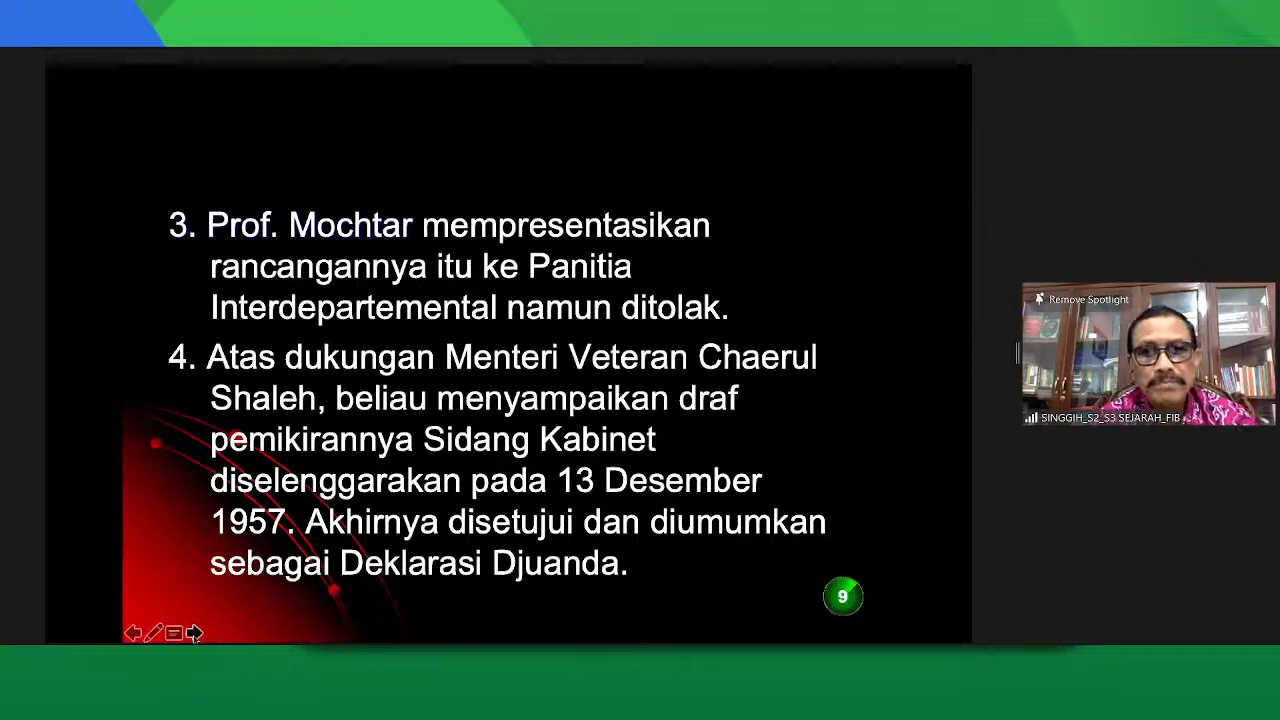 3. Prof. Mochtar mempresentasikan
rancangannya itu ke Panitia
Interdepartemental namun ditolak.
4. Atas dukungan Menteri Veteran Chaerul
Shaleh, beliau menyampaikan draf
pemikirannya Sidang Kabinet
diselenggarakan pada 13 Desember
1957. Akhirnya disetujui dan diumumkan
sebagai Deklarasi Djuanda.
9
Remove Spotlight
SINGGIH_S2_S3 SEJARAH_FIB